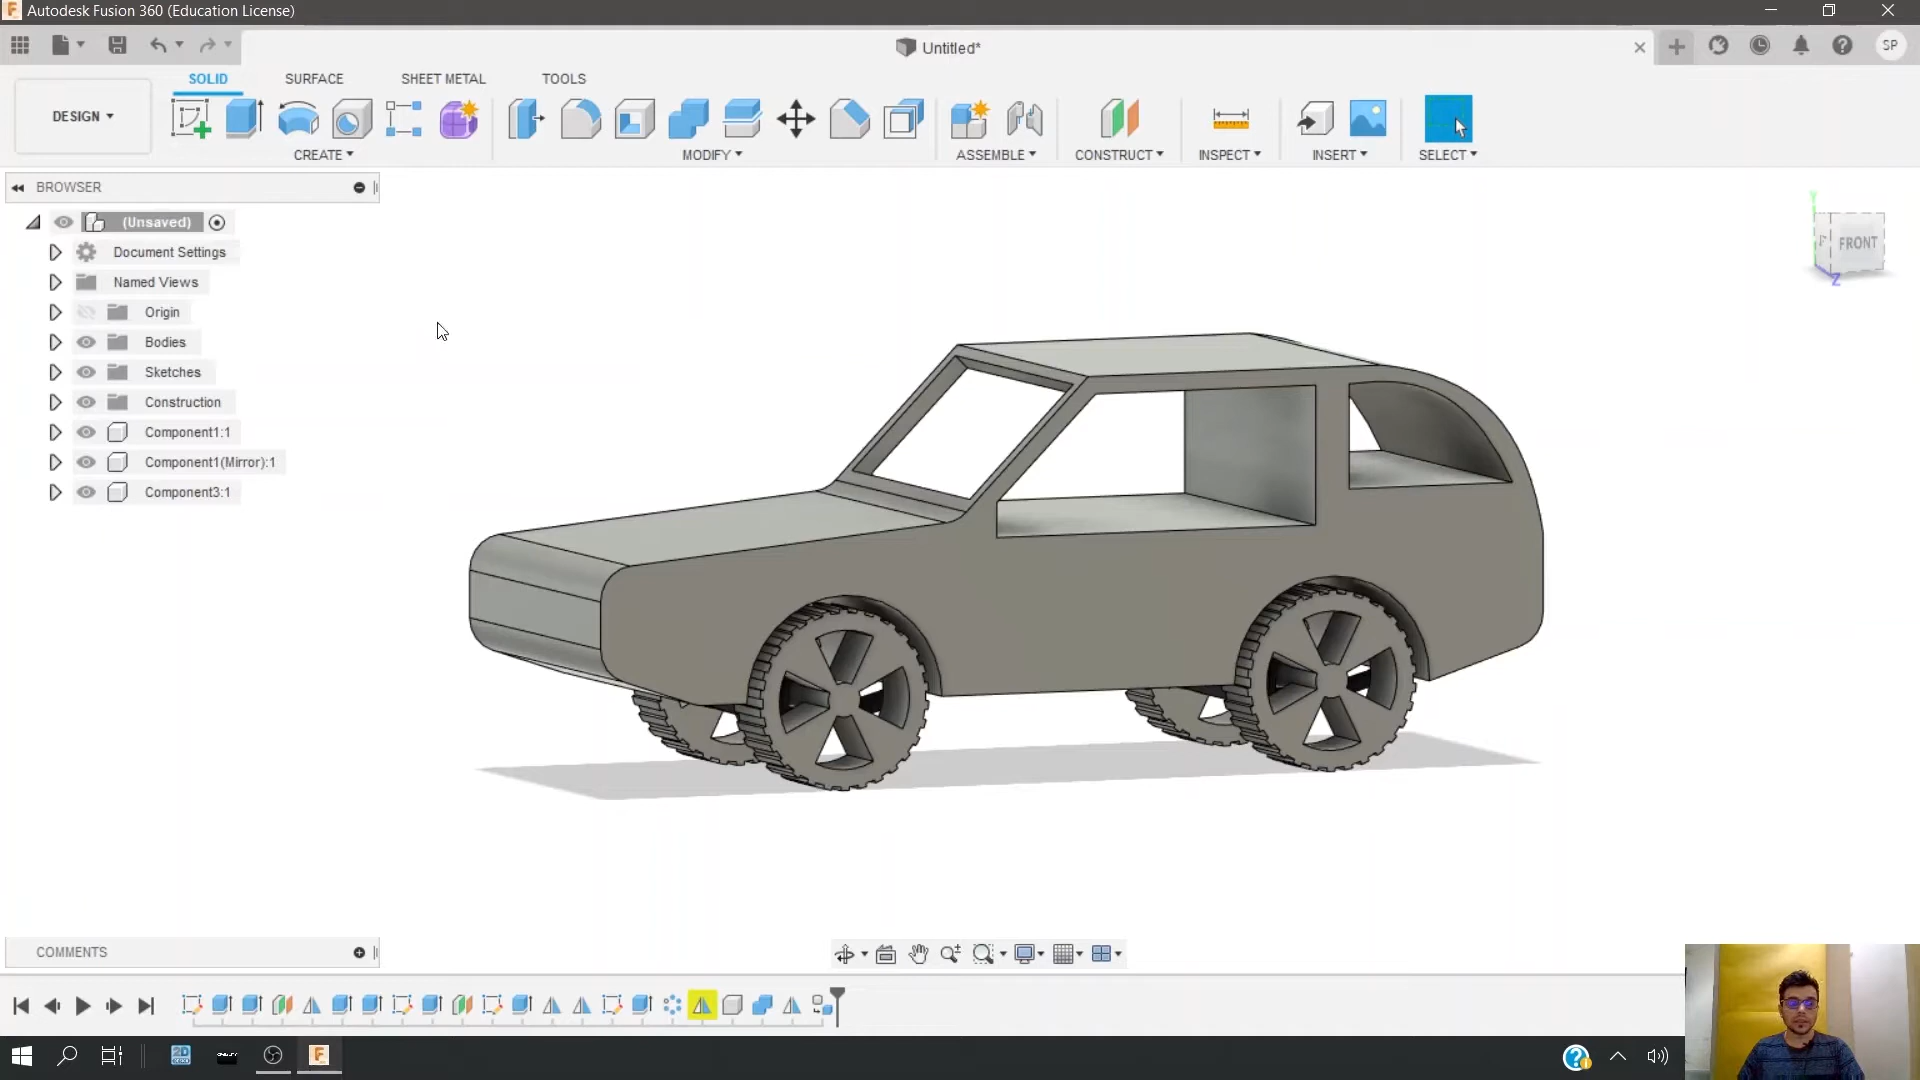 Autodesk Fusion 360 (Education License)
Untitled*
SP
DESIGN
SOLID
SURFACE
SHEET METAL
TOOLS
CREATE
MODIFY
ASSEMBLE
CONSTRUCT
INSPECT
INSERT
SELECT
BROWSER
(Unsaved)
Document Settings
Named Views
Origin
Bodies
Sketches
Construction
Component1:1
Component1(Mirror):1
Component3:1
FRONT
Z
COMMENTS